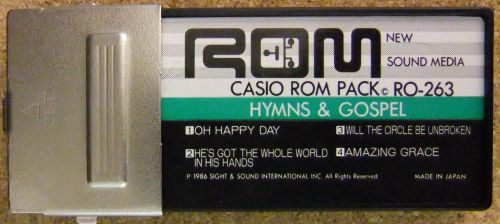 SET
ROM
NEW
SOUND MEDIA
CASIO ROM PACK© RO-263
HYMNS & GOSPEL
1 OH HAPPY DAY
2 HE'S GOT THE WHOLE WORLD
IN HIS HANDS
3 WILL THE CIRCLE BE UNBROKEN
4 AMAZING GRACE
P 1986 SIGHT & SOUND INTERNATIONAL INC. All Rights Reserved
MADE IN JAPAN